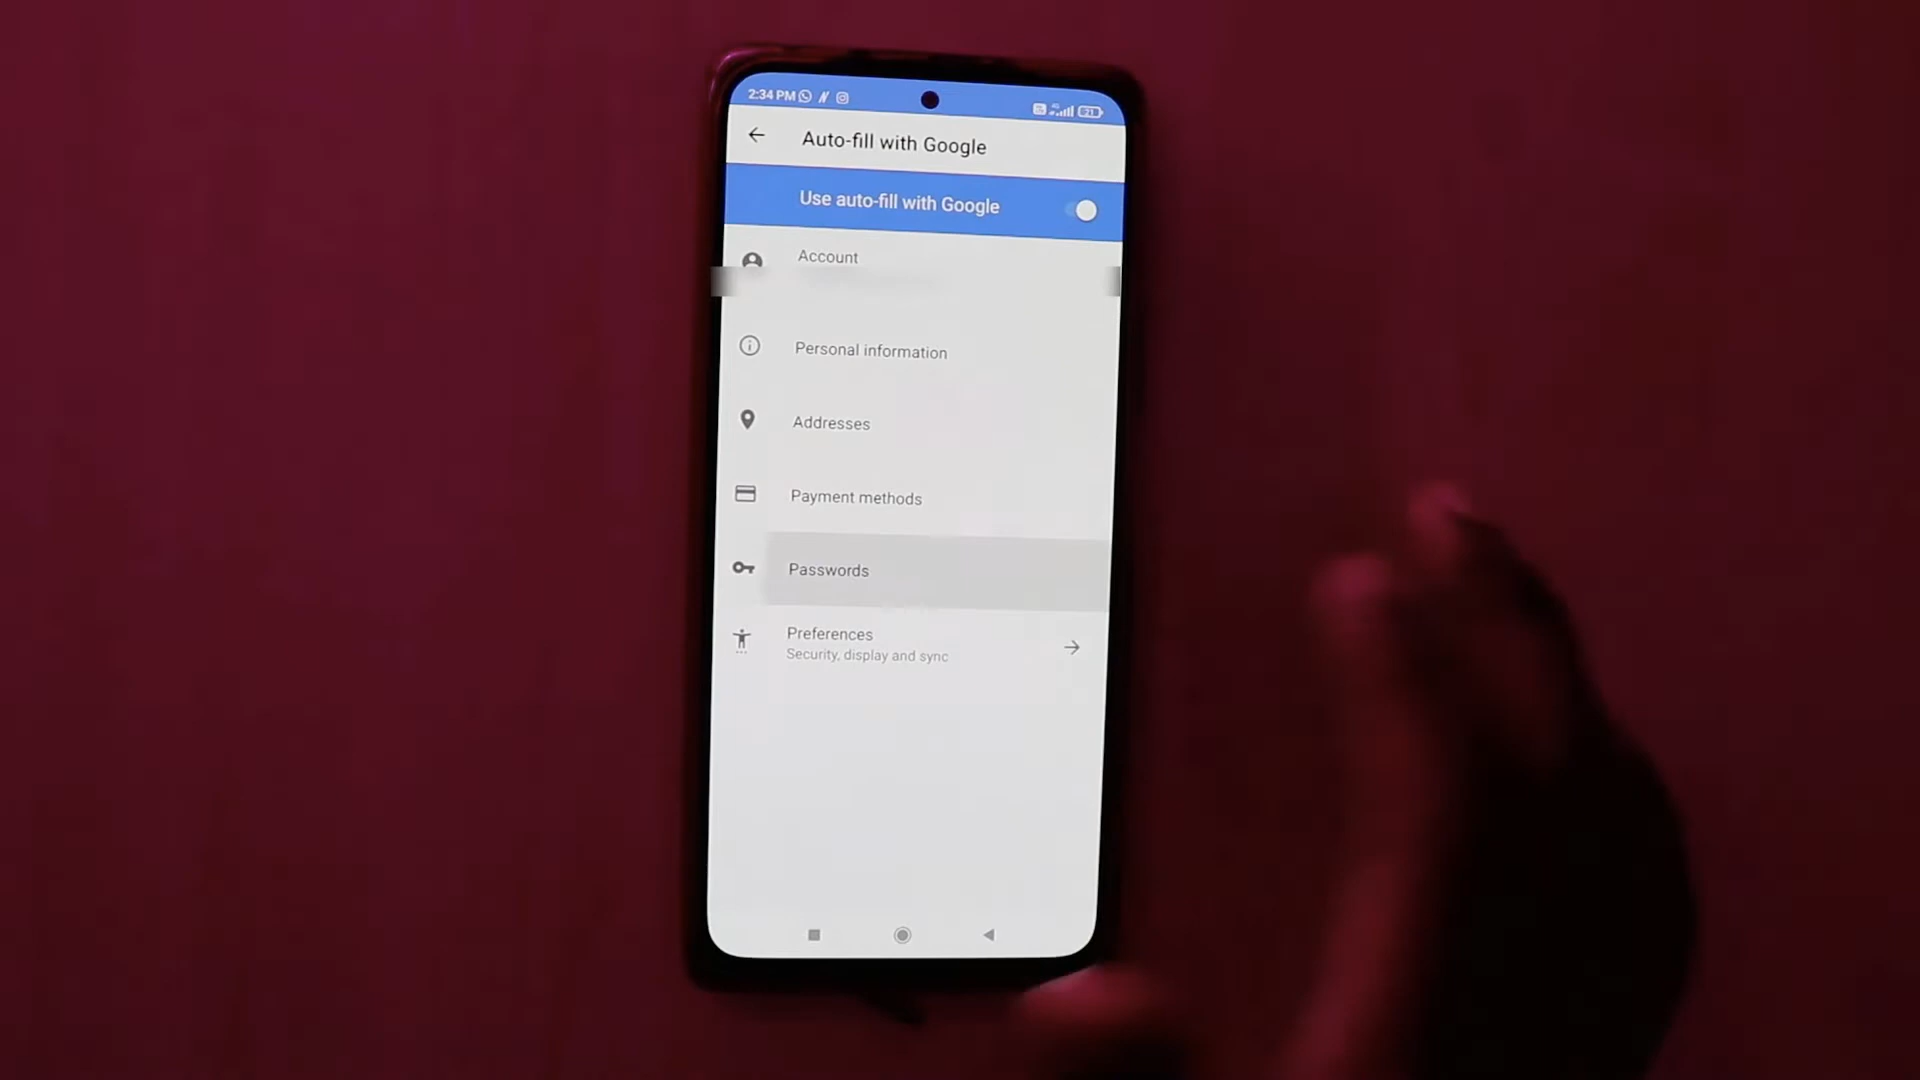 2:34 PM
21
Auto-fill with Google
Use auto-fill with Google
Account
Personal information
Addresses
Payment methods
Passwords
Preferences
Security, display and sync